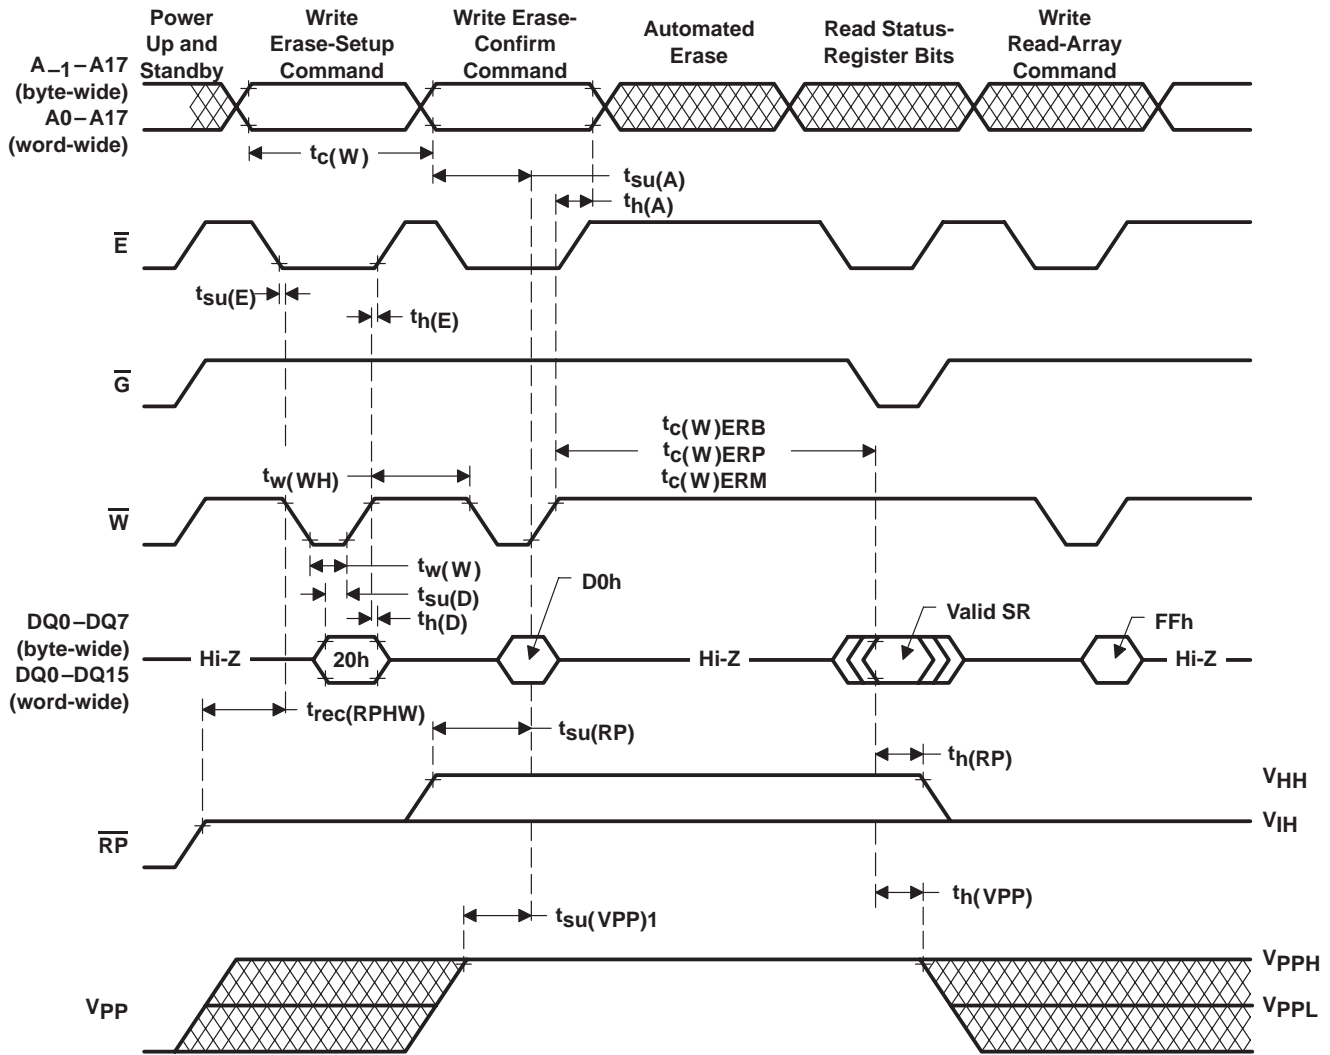 Power
Up and
Standby
Write
Erase-Setup
Command
Write Erase-
Confirm
Command
Automated
Erase
Read Status-
Register Bits
Write
Read-Array
Command
A−1−A17
(byte-wide)
A0−A17
(word-wide)
tc(W)
tsu(A)
th(A)
E
tsu(E)
th(E)
G
tc(W)ERB
tc(W)ERP
tc(W)ERM
tw(WH)
W
tw(W)
tsu(D)
th(D)
D0h
Valid SR
FFh
DQ0−DQ7
(byte-wide)
DQ0−DQ15
(word-wide)
Hi-Z
20h
Hi-Z
Hi-Z
trec(RPHW)
tsu(RP)
th(RP)
VHH
VIH
RP
th(VPP)
tsu(VPP)1
VPPH
VPP
VPPL